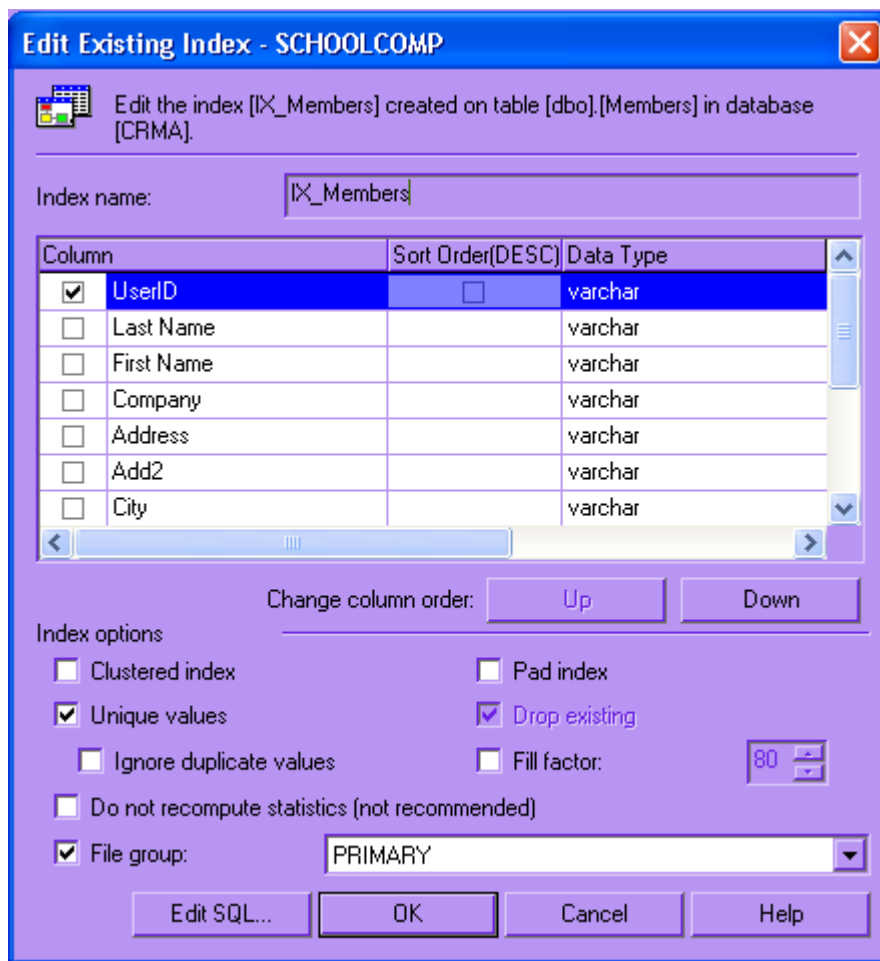 Edit Existing Index - SCHOOLCOMP
Edit the index [IX_Members] created on table [dbo].[Members] in database
[CRMA].
Index name: IX_Members
Column Sort Order(DESC) Data Type
UserID varchar
Last Name varchar
First Name varchar
Company varchar
Address varchar
Add2 varchar
City varchar
Change column order: Up Down
Index options
Clustered index Pad index
Unique values Drop existing
Ignore duplicate values Fill factor: 80
Do not recompute statistics (not recommended)
File group: PRIMARY
Edit SQL... OK Cancel Help